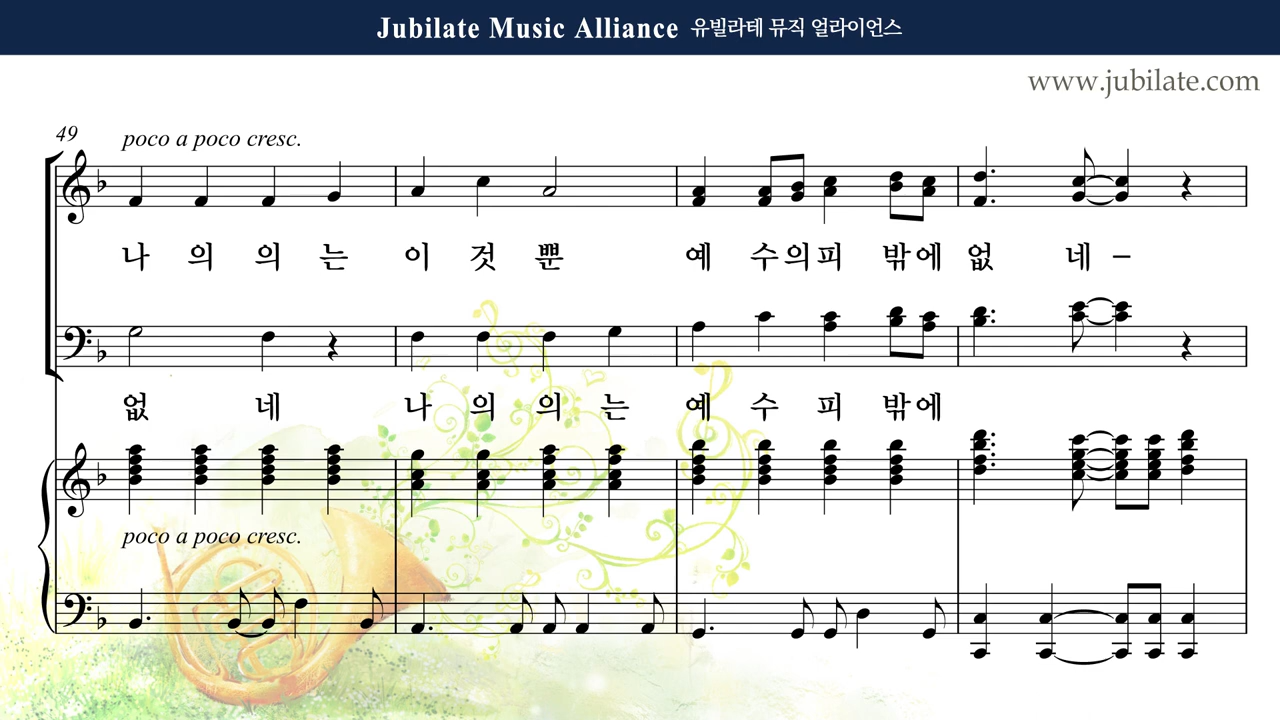 Jubilate Music Alliance 유빌라테 뮤직 얼라이언스
www.jubilate.com
49
poco a poco cresc.
나 의 의 는 이 것 뿐 예 수의피 밖에 없 네 –
없 네 나 의 의 는 예 수 피 밖에
poco a poco cresc.